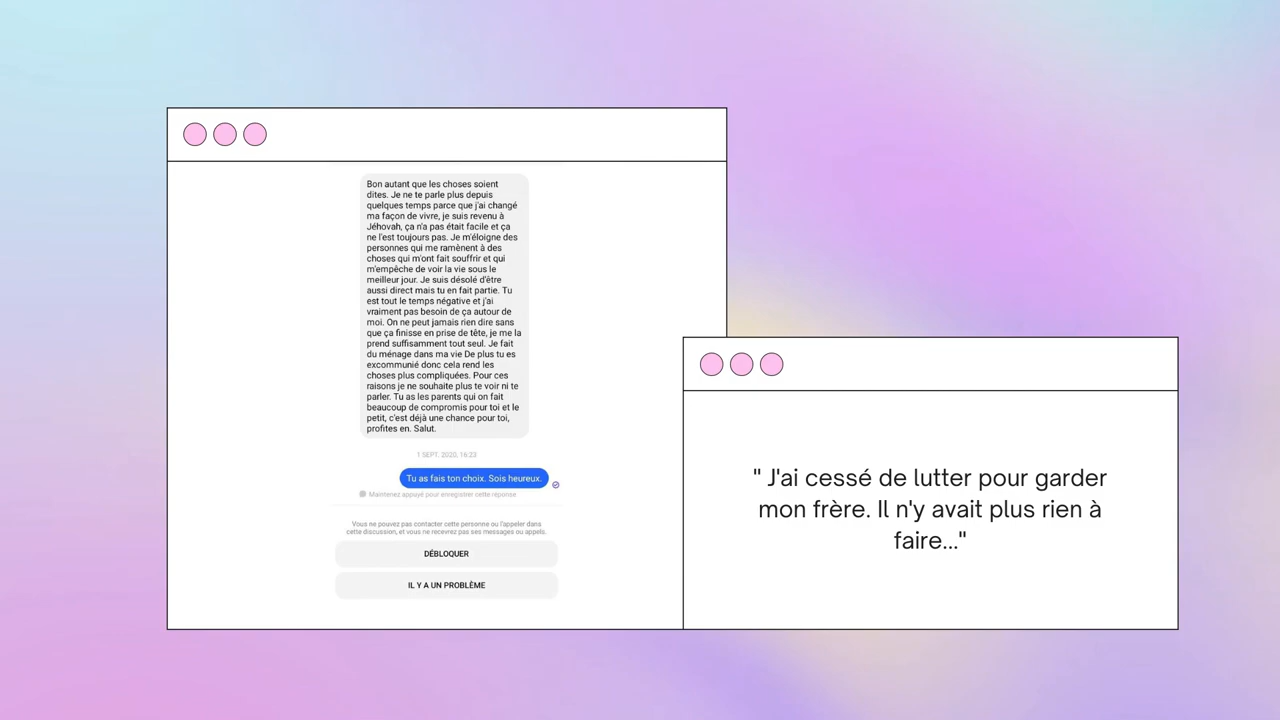 Bon autant que les choses soient
dites. Je ne te parle plus depuis
quelques temps parce que j'ai changé
ma façon de vivre, je suis revenu à
Jéhovah, ça n'a pas était facile et ça
ne l'est toujours pas. Je m'éloigne des
personnes qui me ramènent à des
choses qui m'ont fait souffrir et qui
m'empêche de voir la vie sous le
meilleur jour. Je suis désolé d'être
aussi direct mais tu en fait partie. Tu
est tout le temps négative et j'ai
vraiment pas besoin de ça autour de
moi. On ne peut jamais rien dire sans
que ça finisse en prise de tête, je me la
prend suffisamment tout seul. Je fait
du ménage dans ma vie De plus tu es
excommunié donc cela rend les
choses plus compliquées. Pour ces
raisons je ne souhaite plus te voir ni te
parler. Tu as les parents qui on fait
beaucoup de compromis pour toi et le
petit, c'est déjà une chance pour toi,
profites en. Salut.
1 SEPT. 2020, 16:23
Tu as fais ton choix. Sois heureux.
Maintenez appuyé pour enregistrer cette réponse
Vous ne pouvez pas contacter cette personne ou l'appeler dans
cette discussion, et vous ne recevrez pas ses messages ou appels.
DÉBLOQUER
IL Y A UN PROBLÈME
" J'ai cessé de lutter pour garder
mon frère. Il n'y avait plus rien à
faire..."